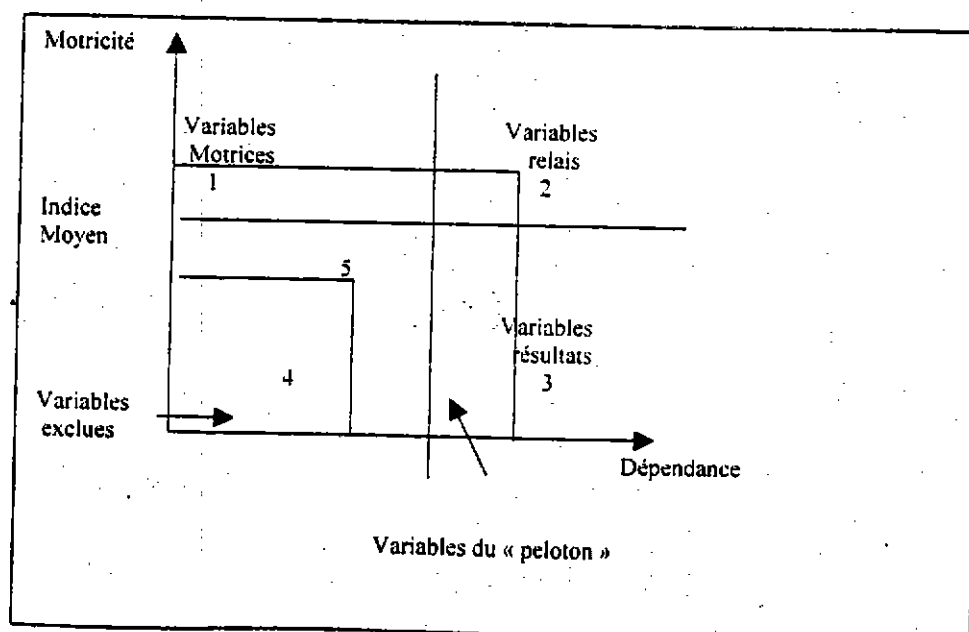 Motricité
Variables
Motrices
1
Variables
relais
2
Indice
Moyen
5
Variables
résultats
3
4
Variables
exclues
Dépendance
Variables du « peloton »